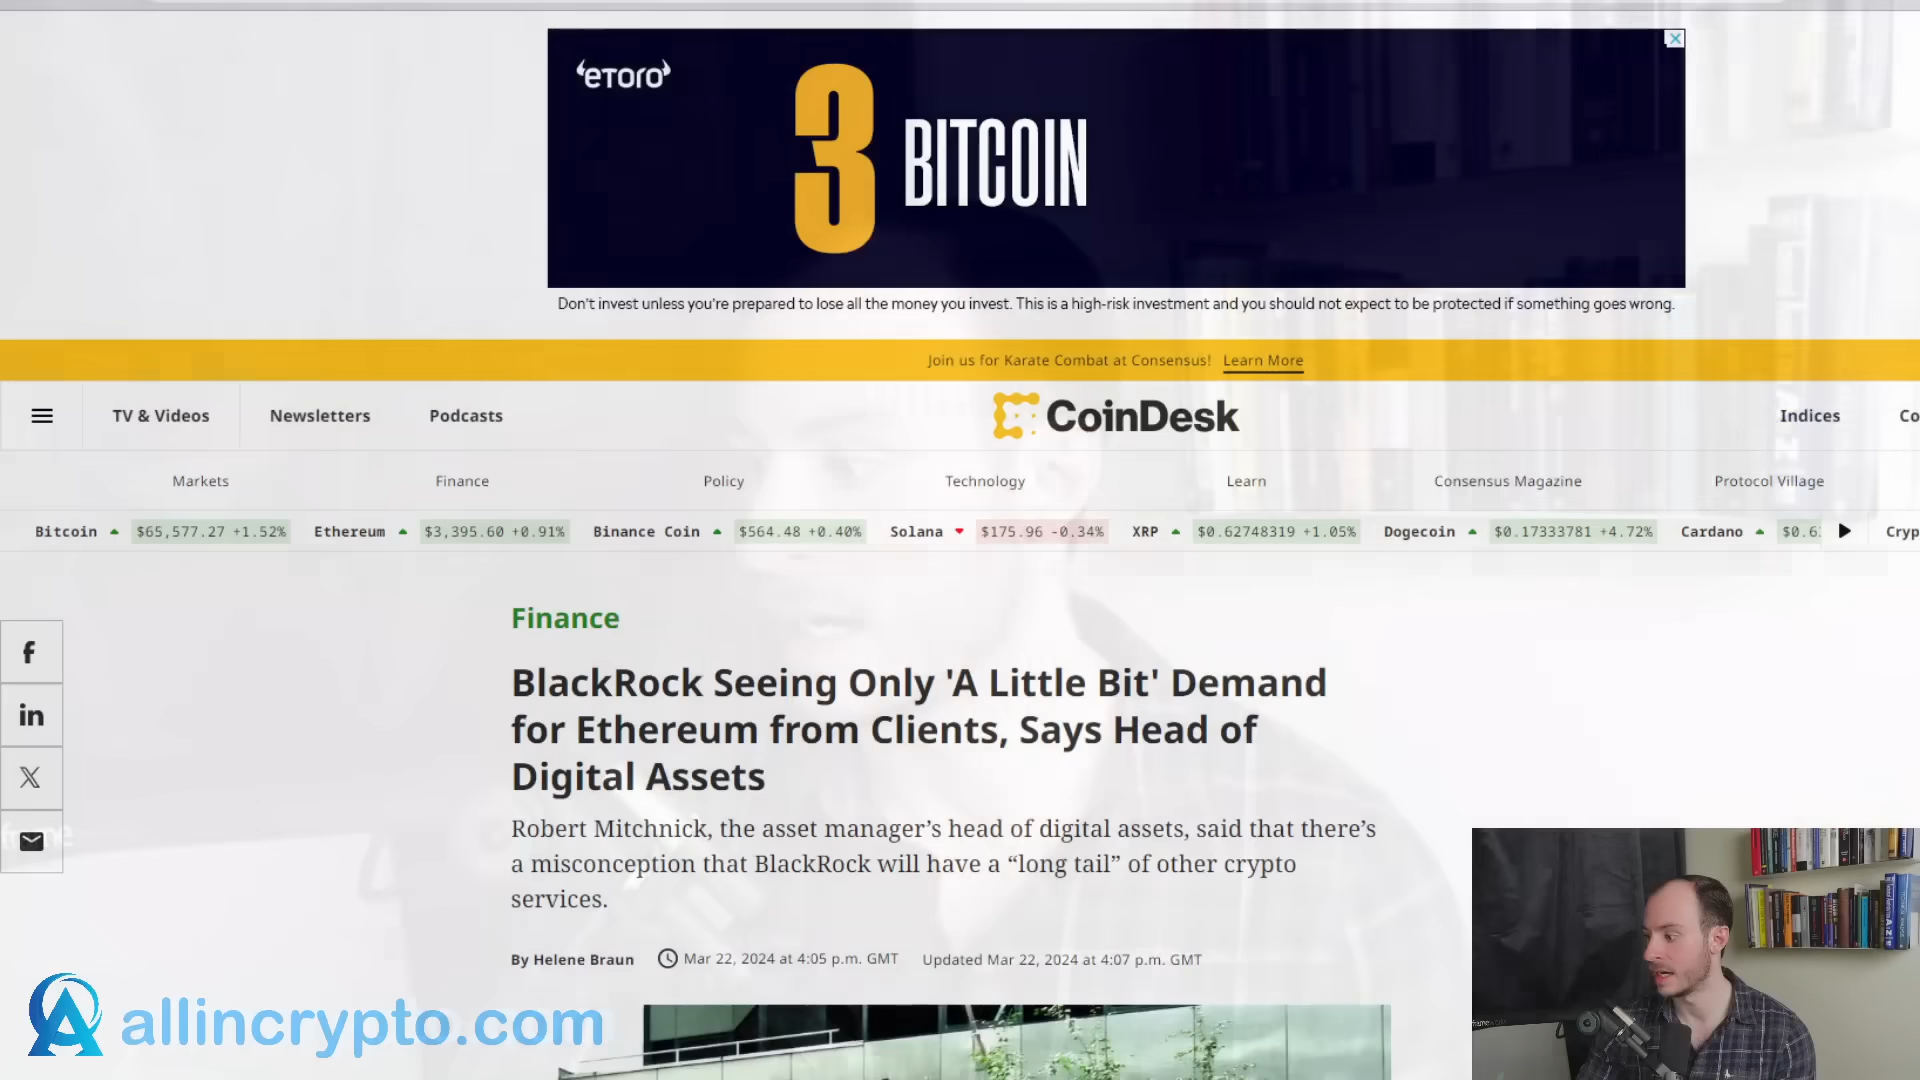 etoro
3 BITCOIN
Don't invest unless you're prepared to lose all the money you invest. This is a high-risk investment and you should not expect to be protected if something goes wrong.
Join us for Karate Combat at Consensus! Learn More
TV & Videos Newsletters Podcasts CoinDesk Indices Co
Markets Finance Policy Technology Learn Consensus Magazine Protocol Village
Bitcoin $65,577.27 +1.52% Ethereum $3,395.60 +0.91% Binance Coin $564.48 +0.40% Solana $175.96 -0.34% XRP $0.62748319 +1.05% Dogecoin $0.17333781 +4.72% Cardano $0.6 Cryp
Finance
BlackRock Seeing Only 'A Little Bit' Demand
for Ethereum from Clients, Says Head of
Digital Assets
Robert Mitchnick, the asset manager’s head of digital assets, said that there’s
a misconception that BlackRock will have a “long tail” of other crypto
services.
By Helene Braun Mar 22, 2024 at 4:05 p.m. GMT Updated Mar 22, 2024 at 4:07 p.m. GMT
allincrypto.com